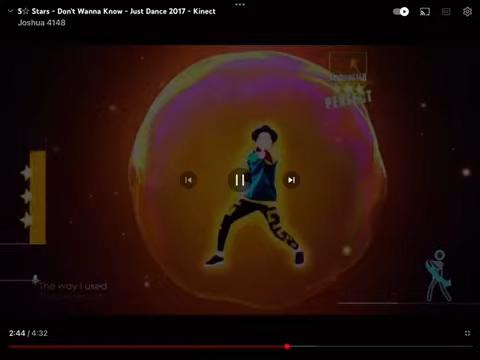 5☆ Stars - Don't Wanna Know - Just Dance 2017 - Kinect
Joshua 4148
PERFECT
The way I used
2:44 / 4:32